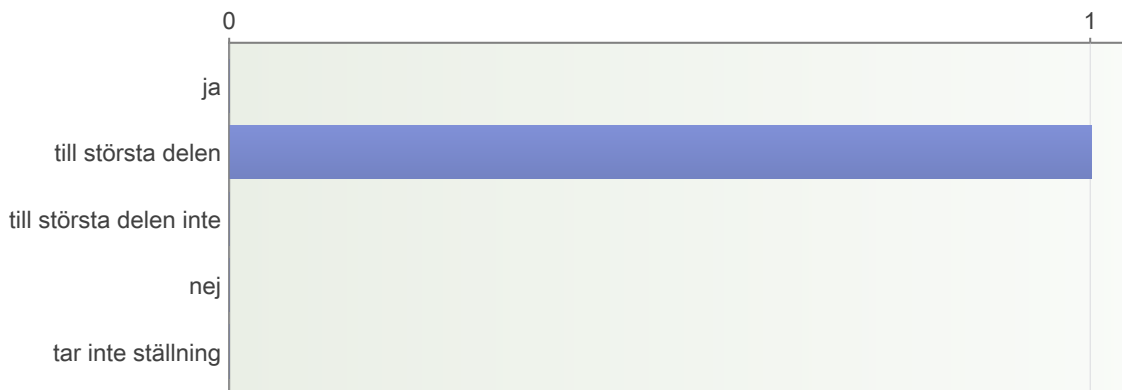 0 1
ja
till största delen
till största delen inte
nej
tar inte ställning